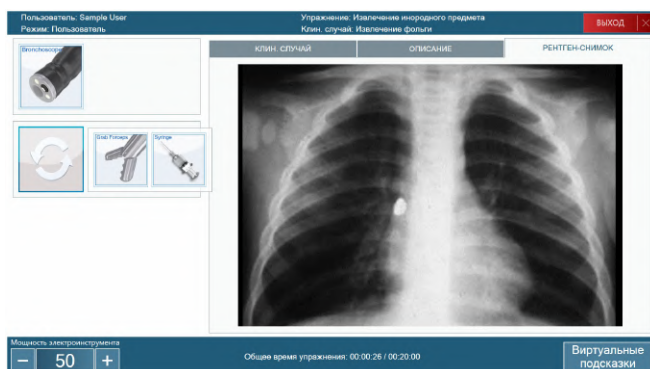 Пользователь: Sample User
Режим: Пользователь
Упражнение: Извлечение инородного предмета
Клин. случай: Извлечение фольги
ВЫХОД
КЛИН. СЛУЧАЙ
ОПИСАНИЕ
РЕНТГЕН-СНИМОК
Bronchoscope
Grab Forceps
Syringe
Мощность электроинструмента
− 50 +
Общее время упражнения: 00:00:26 / 00:20:00
Виртуальные
подсказки